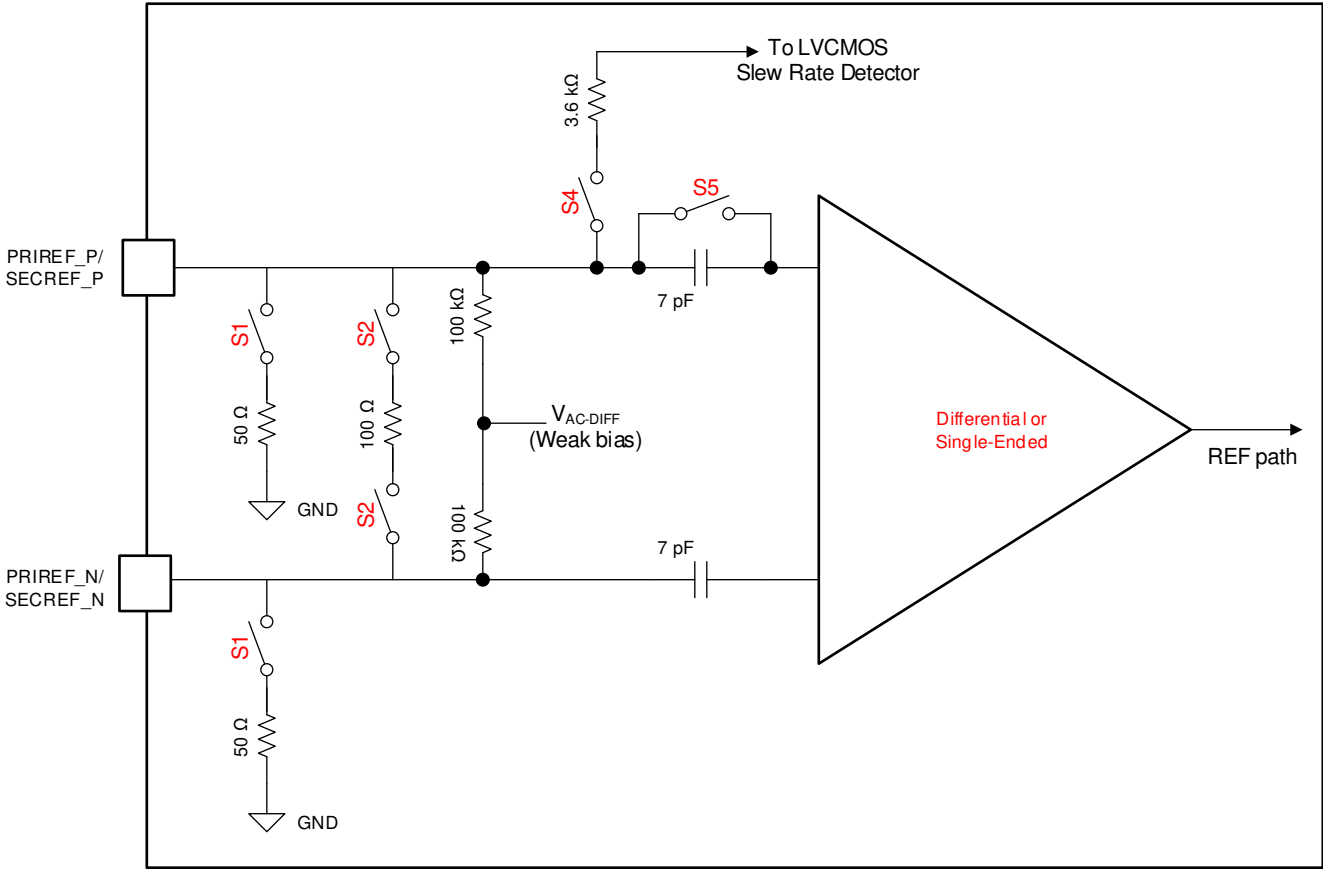 To LVCMOS
Slew Rate Detector
3.6 kΩ
S4
S5
PRIREF_P/
SECREF_P
7 pF
S1
S2
100 kΩ
50 Ω
100 Ω
VAC-DIFF
(Weak bias)
Differential or
Single-Ended
REF path
GND
S2
100 kΩ
7 pF
PRIREF_N/
SECREF_N
S1
50 Ω
GND